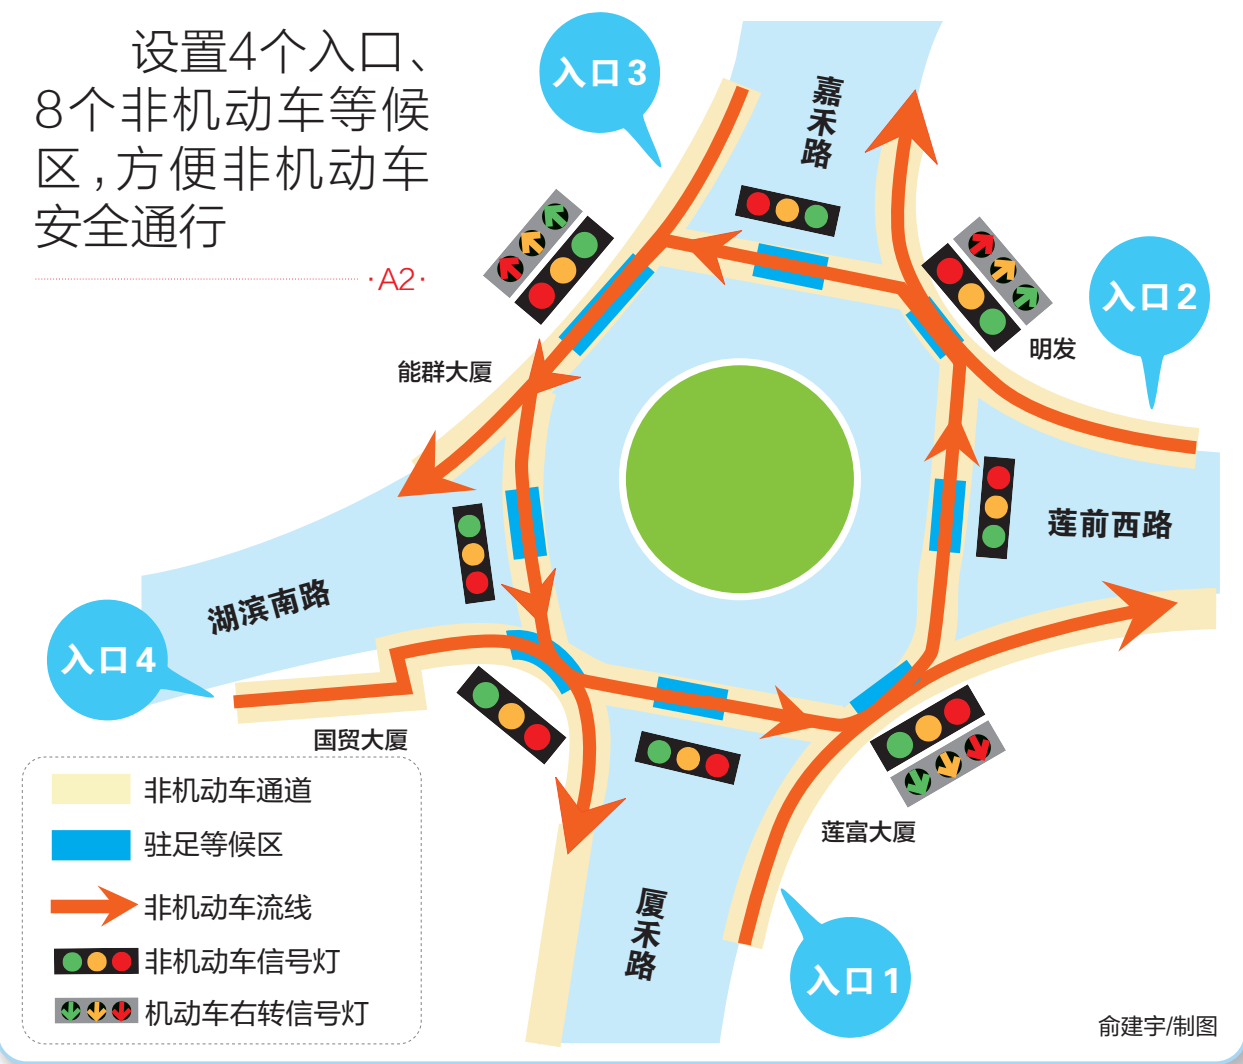 设置4个入口、
8个非机动车等候
区,方便非机动车
安全通行
·A2·
入口3
嘉禾路
入口2
明发
能群大厦
莲前西路
湖滨南路
入口4
国贸大厦
莲富大厦
厦禾路
入口1
非机动车通道
驻足等候区
非机动车流线
非机动车信号灯
机动车右转信号灯
俞建宇/制图